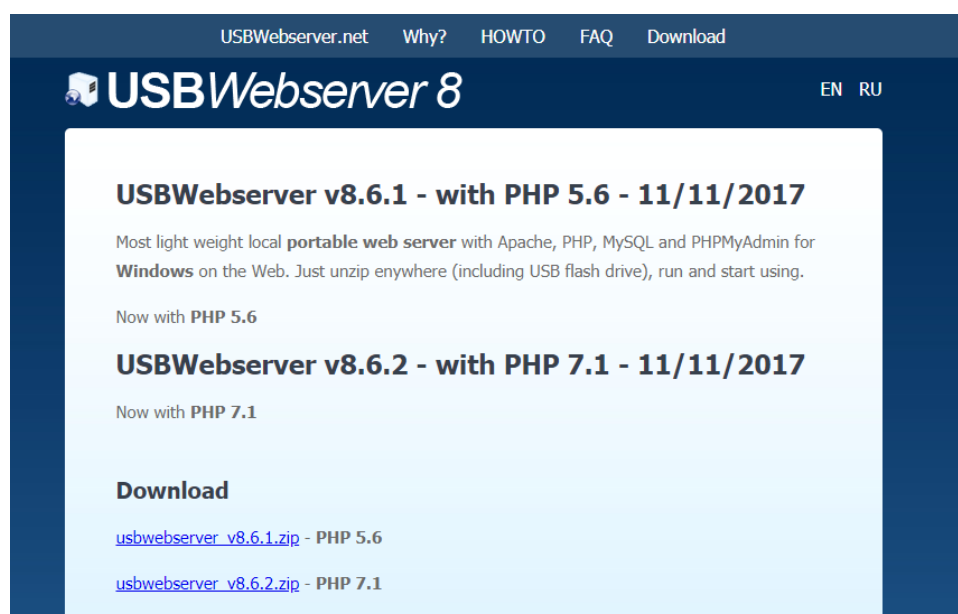 USBWebserver.net Why? HOWTO FAQ Download
USBWebserver 8
EN RU
USBWebserver v8.6.1 - with PHP 5.6 - 11/11/2017
Most light weight local portable web server with Apache, PHP, MySQL and PHPMyAdmin for
Windows on the Web. Just unzip enywhere (including USB flash drive), run and start using.
Now with PHP 5.6
USBWebserver v8.6.2 - with PHP 7.1 - 11/11/2017
Now with PHP 7.1
Download
usbwebserver_v8.6.1.zip - PHP 5.6
usbwebserver_v8.6.2.zip - PHP 7.1